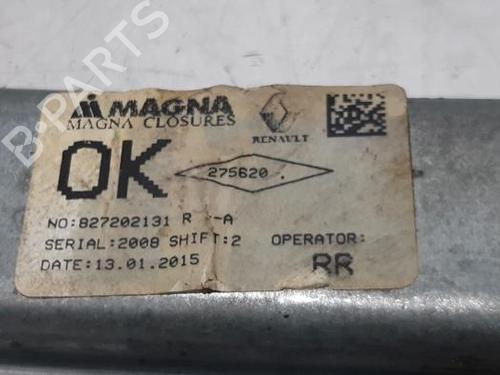 MAGNA
MAGNA CLOSURES
RENAULT
OK
275620
NO:827202131 R --A
SERIAL:2008 SHIFT:2 OPERATOR:
DATE:13.01.2015 RR
B-PARTS